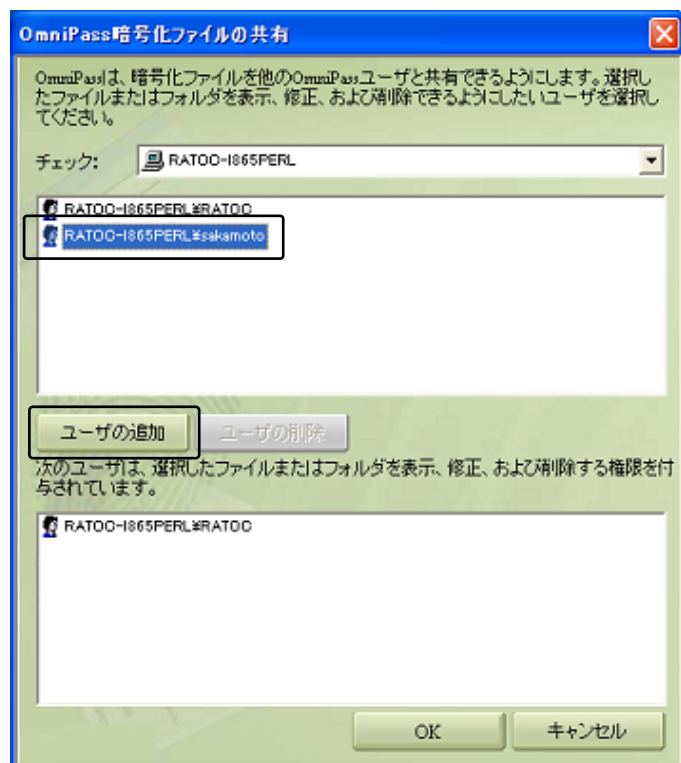 OmniPass暗号化ファイルの共有
OmniPassは、暗号化ファイルを他のOmniPassユーザと共有できるようにします。選択し
たファイルまたはフォルダを表示、修正、および削除できるようにしたいユーザを選択し
てください。
チェック: RATOC-I865PERL
RATOC-I865PERL¥RATOC
RATOC-I865PERL¥sakamoto
ユーザの追加 ユーザの削除
次のユーザは、選択したファイルまたはフォルダを表示、修正、および削除する権限を付
与されています。
RATOC-I865PERL¥RATOC
OK キャンセル